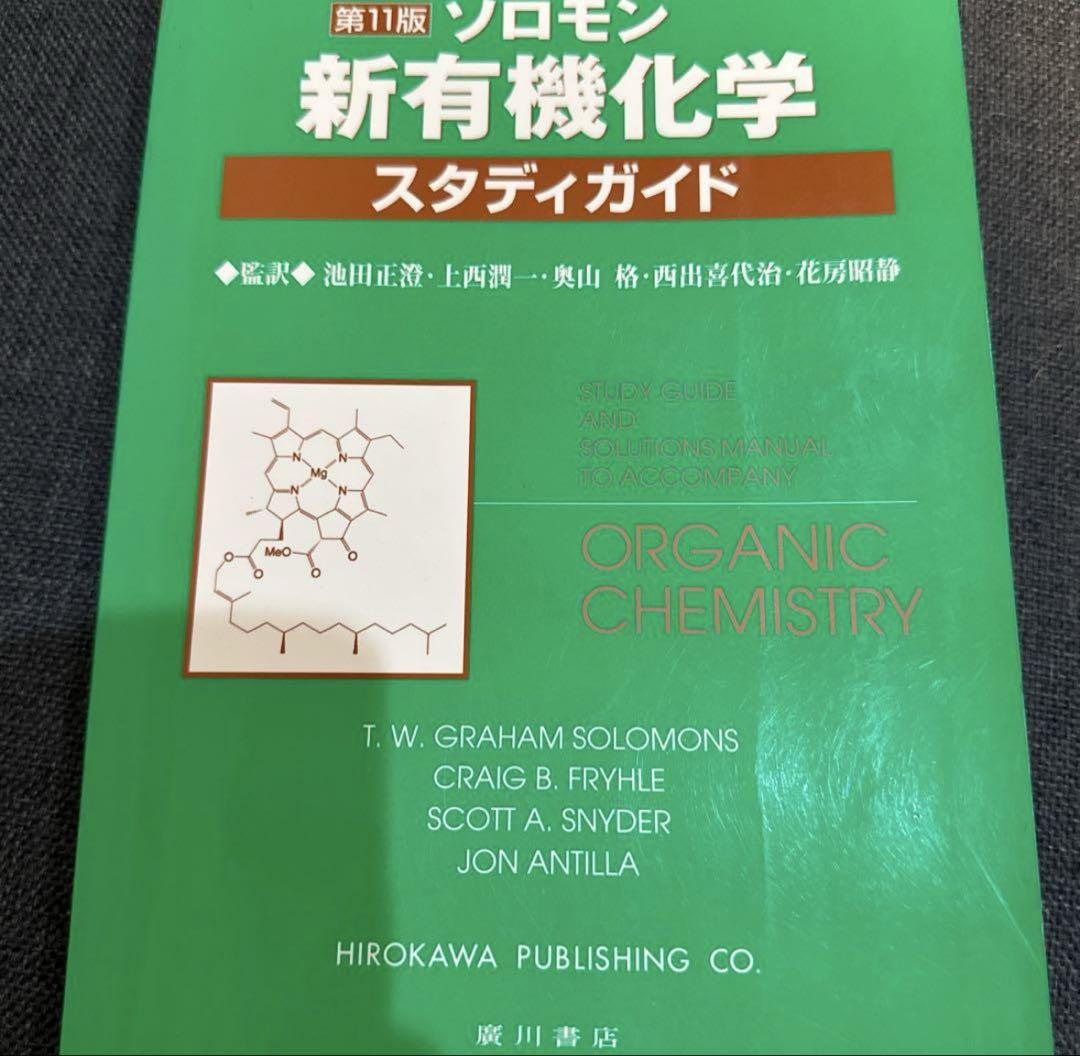 第11版 ソロモン
新有機化学
スタディガイド
◆監訳◆ 池田正澄・上西潤一・奥山 格・西出喜代治・花房昭静
STUDY GUIDE
AND
SOLUTIONS MANUAL
TO ACCOMPANY
ORGANIC
CHEMISTRY
N
N
Mg
N
N
MeO
O
O
O
O
T. W. GRAHAM SOLOMONS
CRAIG B. FRYHLE
SCOTT A. SNYDER
JON ANTILLA
HIROKAWA PUBLISHING CO.
廣川書店